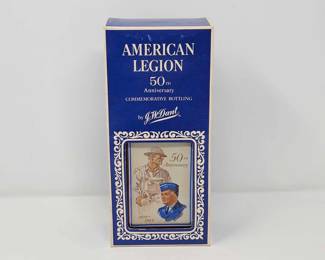 AMERICAN
LEGION
50TH
Anniversary
COMMEMORATIVE BOTTLING
by J.W. Dant
50TH
Anniversary